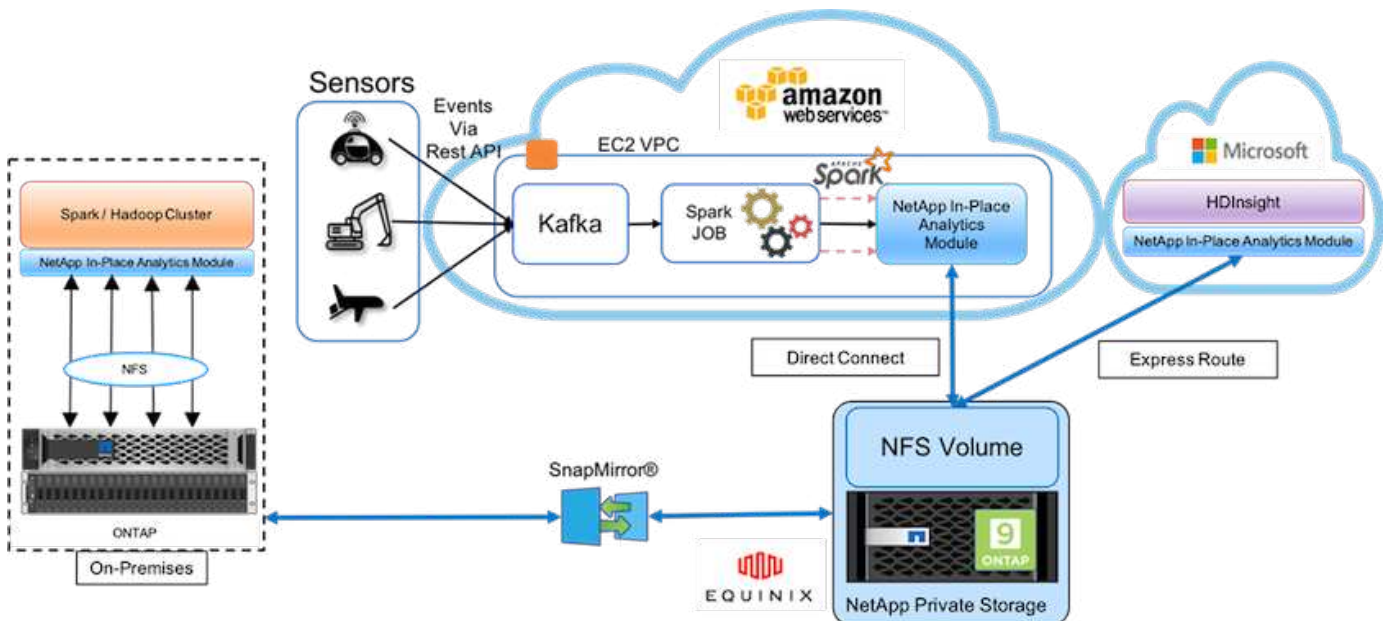 Sensors
Events
Via
Rest API
amazon
web services™
EC2 VPC
APACHE
Spark
Kafka
Spark
JOB
NetApp In-Place
Analytics
Module
Microsoft
HDInsight
NetApp In-Place Analytics Module
Spark / Hadoop Cluster
NetApp In-Place Analytics Module
NFS
ONTAP
On-Premises
Direct Connect
Express Route
SnapMirror®
EQUINIX
NFS Volume
9
ONTAP
NetApp Private Storage